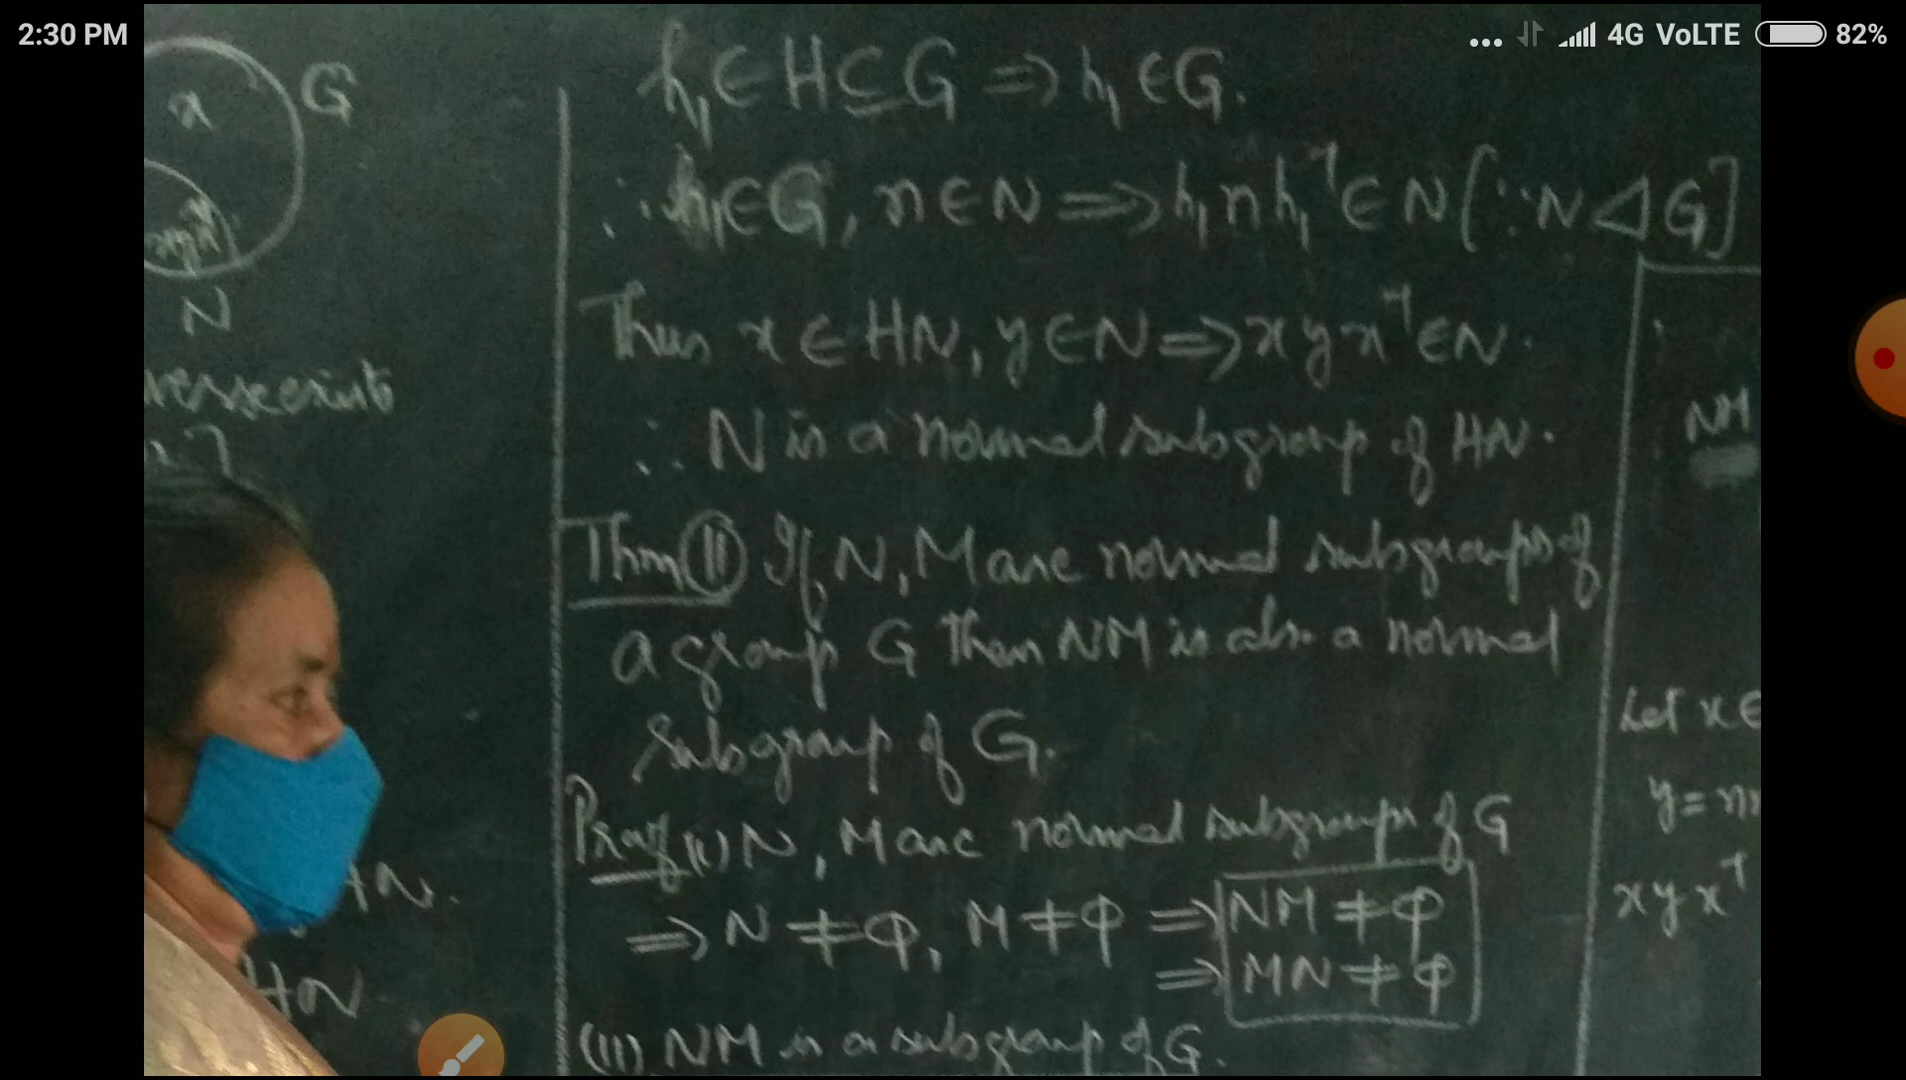 2:30 PM
... 4G VoLTE 82%
a G
N
h₁∈H⊆G ⇒ h₁∈G.
∴ h₁∈G, n∈N ⇒ h₁nh₁⁻¹∈N [∵N⊲G]
Thus x∈HN, y∈N ⇒ xyx⁻¹∈N.
∴ N is a normal subgroup of HN.
Thm (11) If N, M are normal subgroups of
a group G then NM is also a normal
subgroup of G.
Proof (i) N, M are normal subgroups of G
⇒ N≠φ, M≠φ ⇒ NM≠φ
⇒ MN≠φ
(ii) NM is a subgroup of G.
HN.
HN
NM
Let x∈
xyx⁻¹